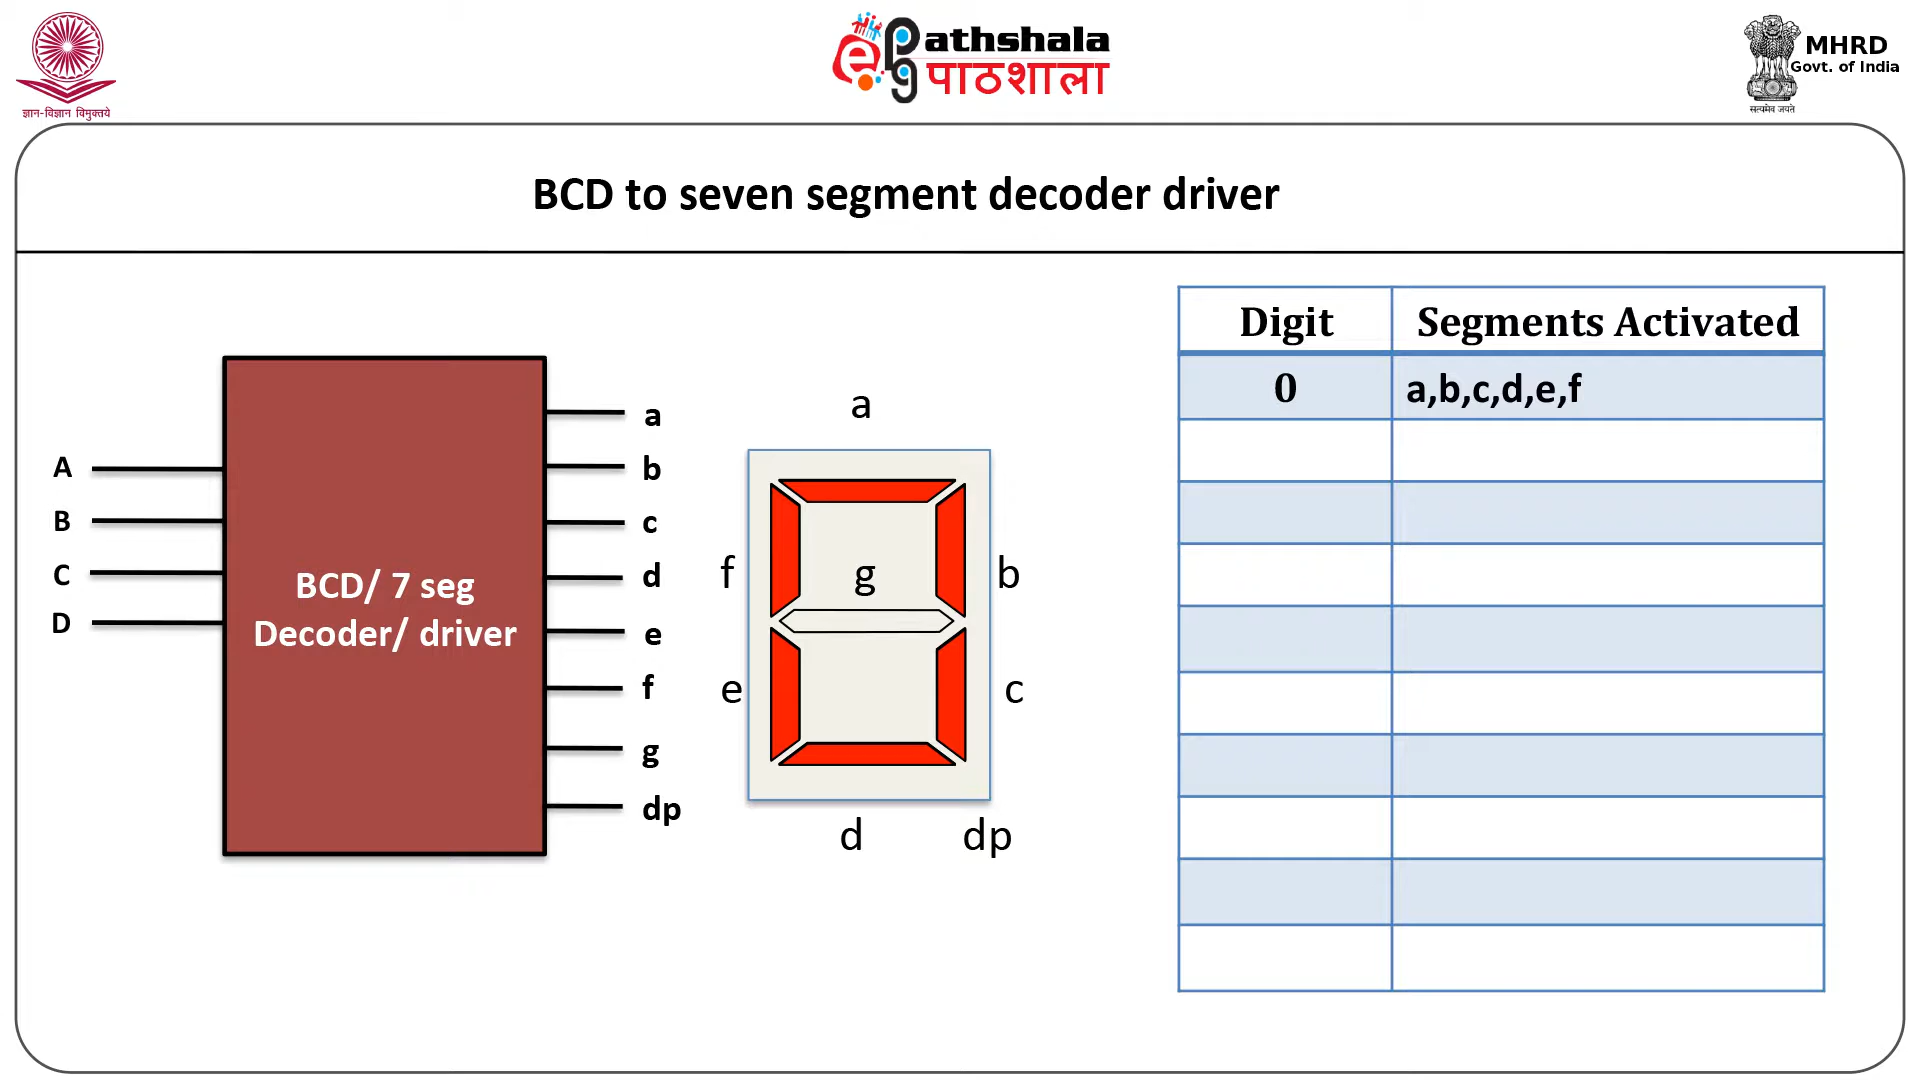 ज्ञान-विज्ञान विमुक्तये
ePathshala
पाठशाला
सत्यमेव जयते
MHRD
Govt. of India
BCD to seven segment decoder driver
A
B
C
D
BCD/ 7 seg
Decoder/ driver
a
b
c
d
e
f
g
dp
a
f
g
b
e
c
d
dp
Digit Segments Activated
0 a,b,c,d,e,f